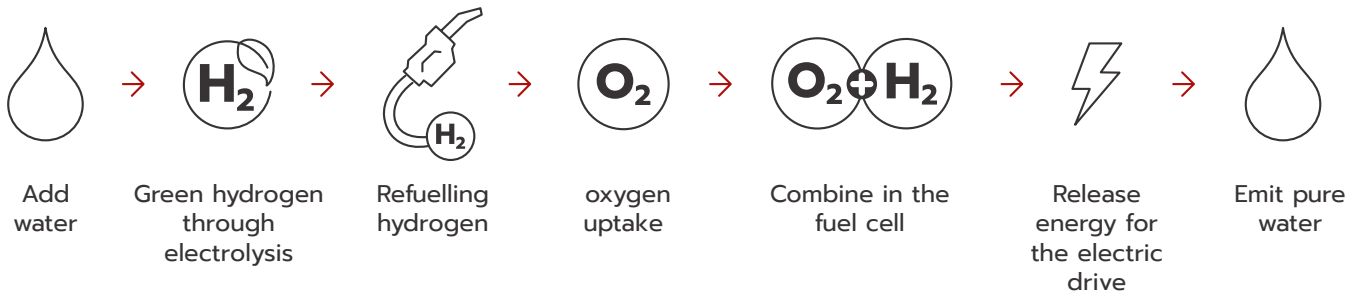 H₂
H₂
O₂
O₂ + H₂
Add
water
Green hydrogen
through
electrolysis
Refuelling
hydrogen
oxygen
uptake
Combine in the
fuel cell
Release
energy for
the electric
drive
Emit pure
water